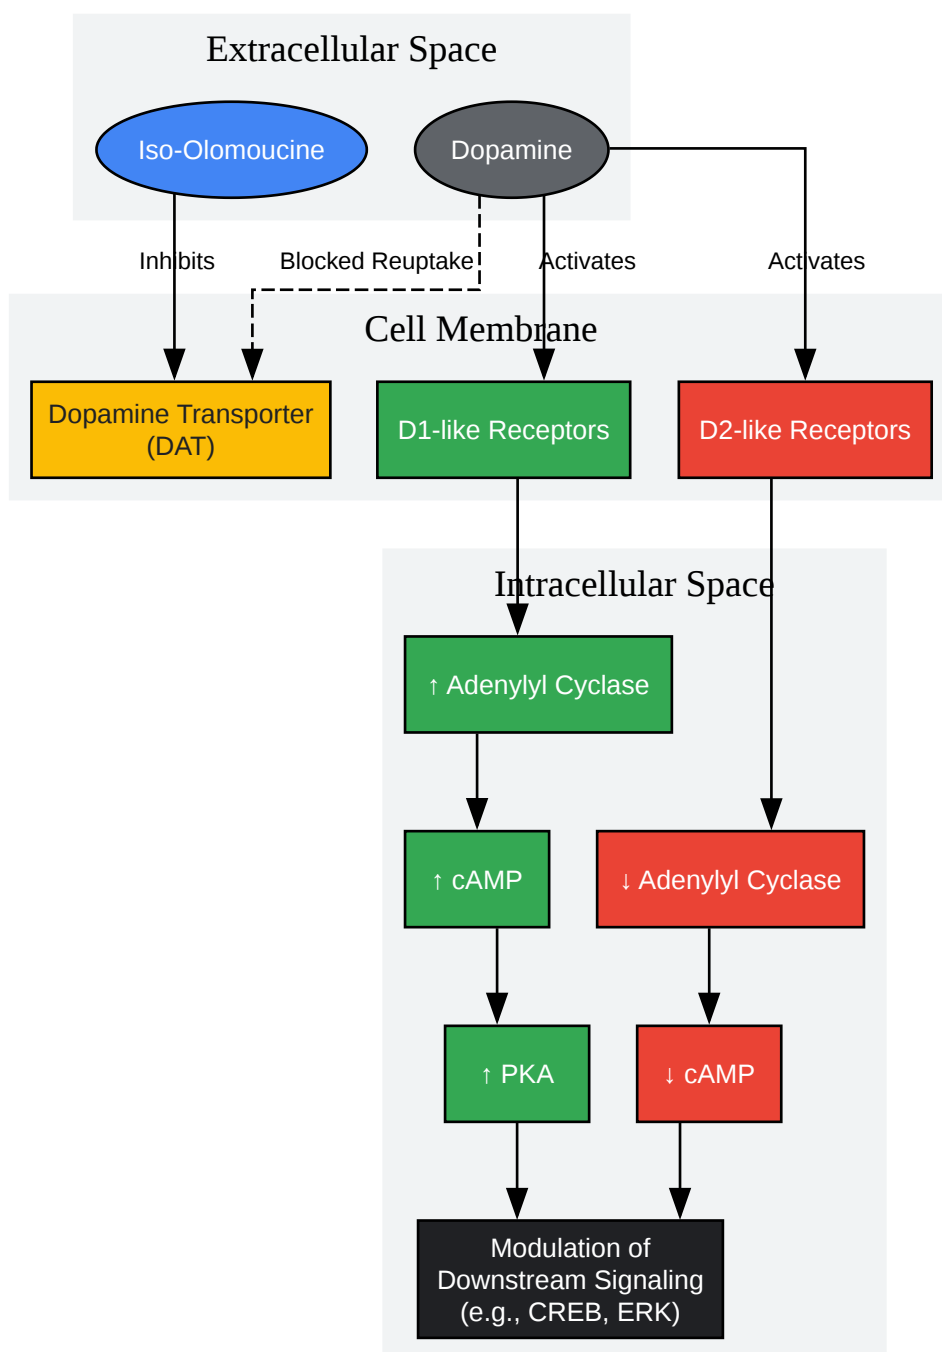 Extracellular Space
Iso-Olomoucine
Dopamine
Inhibits
Blocked Reuptake
Activates
Activates
Cell Membrane
Dopamine Transporter
(DAT)
D1-like Receptors
D2-like Receptors
Intracellular Space
↑ Adenylyl Cyclase
↑ cAMP
↓ Adenylyl Cyclase
↑ PKA
↓ cAMP
Modulation of
Downstream Signaling
(e.g., CREB, ERK)